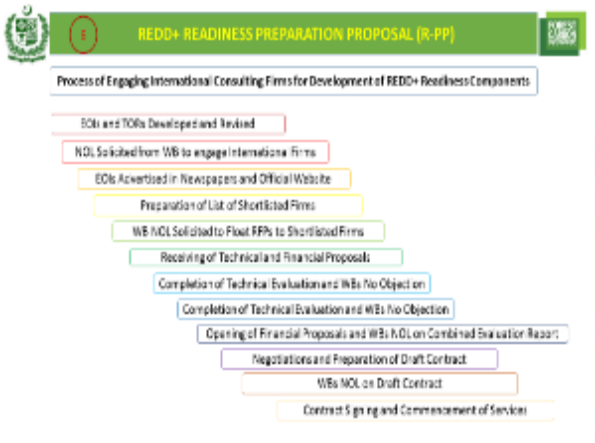 6
REDD+ READINESS PREPARATION PROPOSAL (R-PP)
Process of Engaging International Consulting Firms for Development of REDD+ Readiness Components
EOIs and TORs Developed and Revised
NOL Solicited from WB to engage International Firms
EOIs Advertised in Newspapers and Official Website
Preparation of List of Shortlisted Firms
WB NOL Solicited to Float RFPs to Shortlisted Firms
Receiving of Technical and Financial Proposals
Completion of Technical Evaluation and WBs No Objection
Completion of Technical Evaluation and WBs No Objection
Opening of Financial Proposals and WBs NOL on Combined Evaluation Report
Negotiations and Preparation of Draft Contract
WBs NOL on Draft Contract
Contract Signing and Commencement of Services